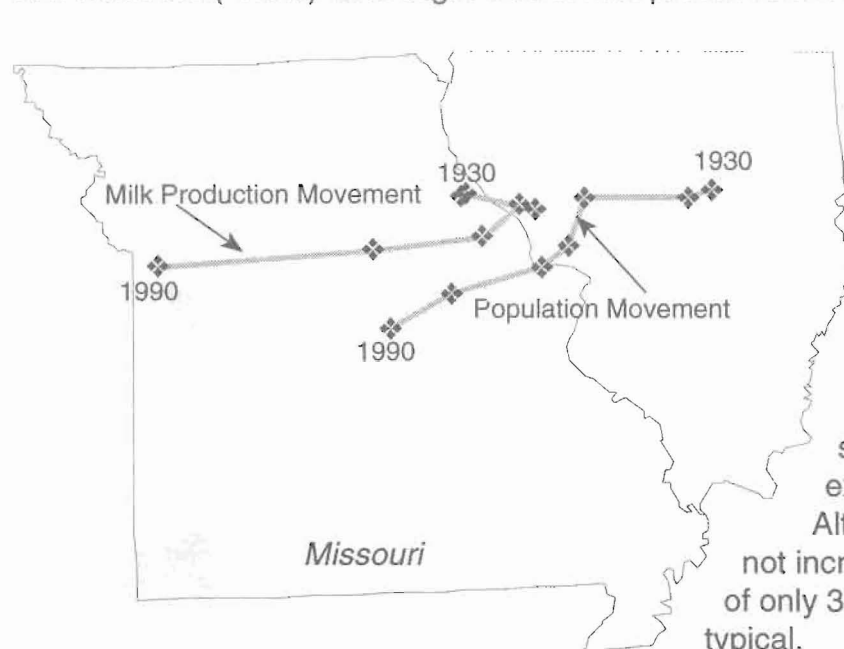 1930
1930
Milk Production Movement
1990
Population Movement
1990
Missouri
not incr
of only 3
typical.